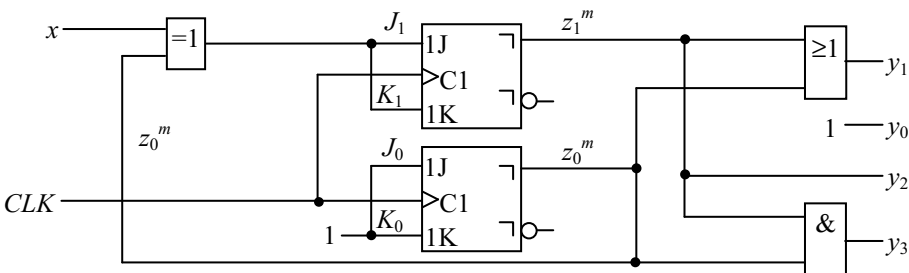 x
=1
J₁
1J
C1
K₁
1K
z₁ᵐ
≥1
y₁
1
y₀
z₀ᵐ
J₀
1J
C1
K₀
1K
z₀ᵐ
CLK
1
y₂
&
y₃